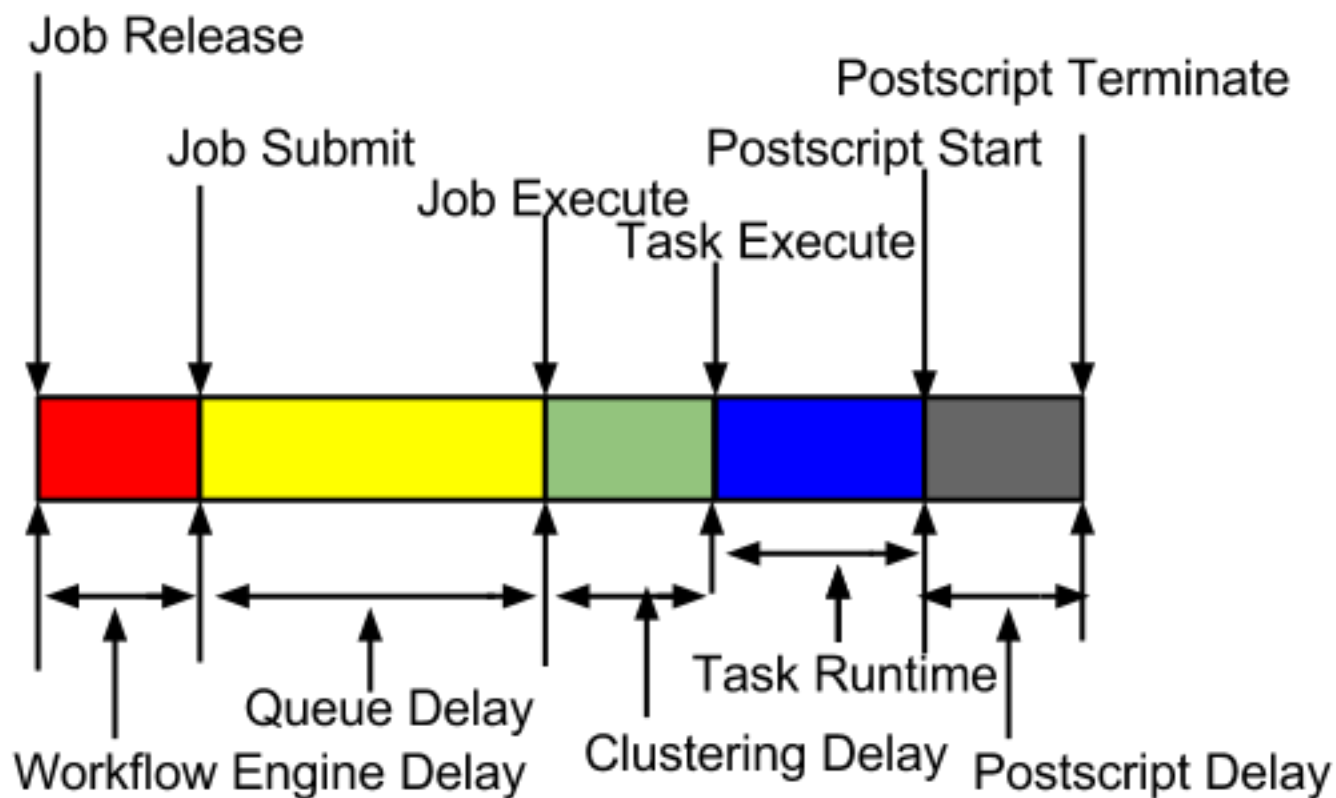 Job Release
Postscript Terminate
Job Submit
Postscript Start
Job Execute
Task Execute
Task Runtime
Queue Delay
Clustering Delay
Workflow Engine Delay
Postscript Delay